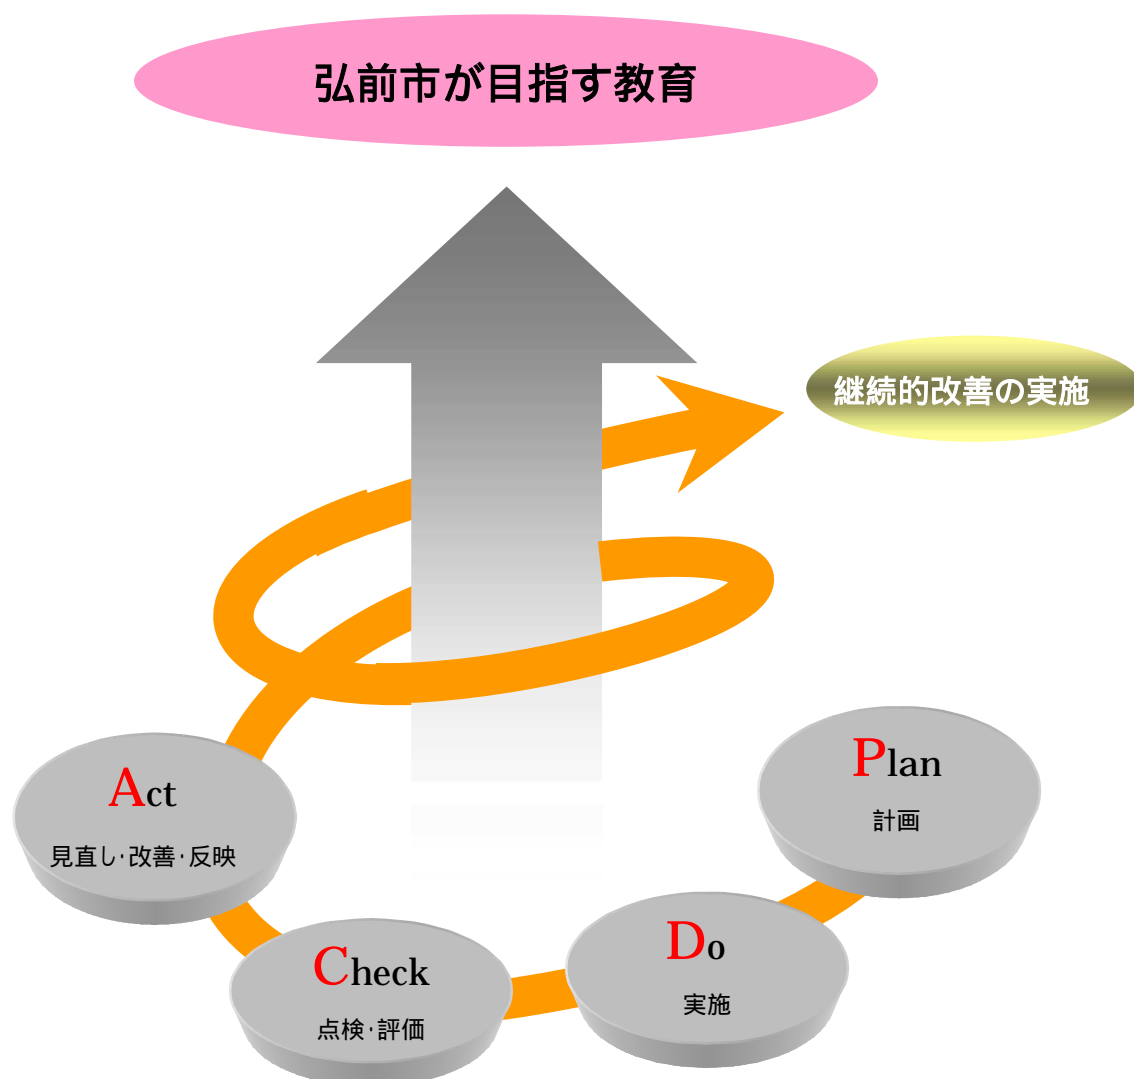 弘前市が目指す教育
継続的改善の実施
Plan
計画
Act
見直し･改善･反映
Do
実施
Check
点検･評価